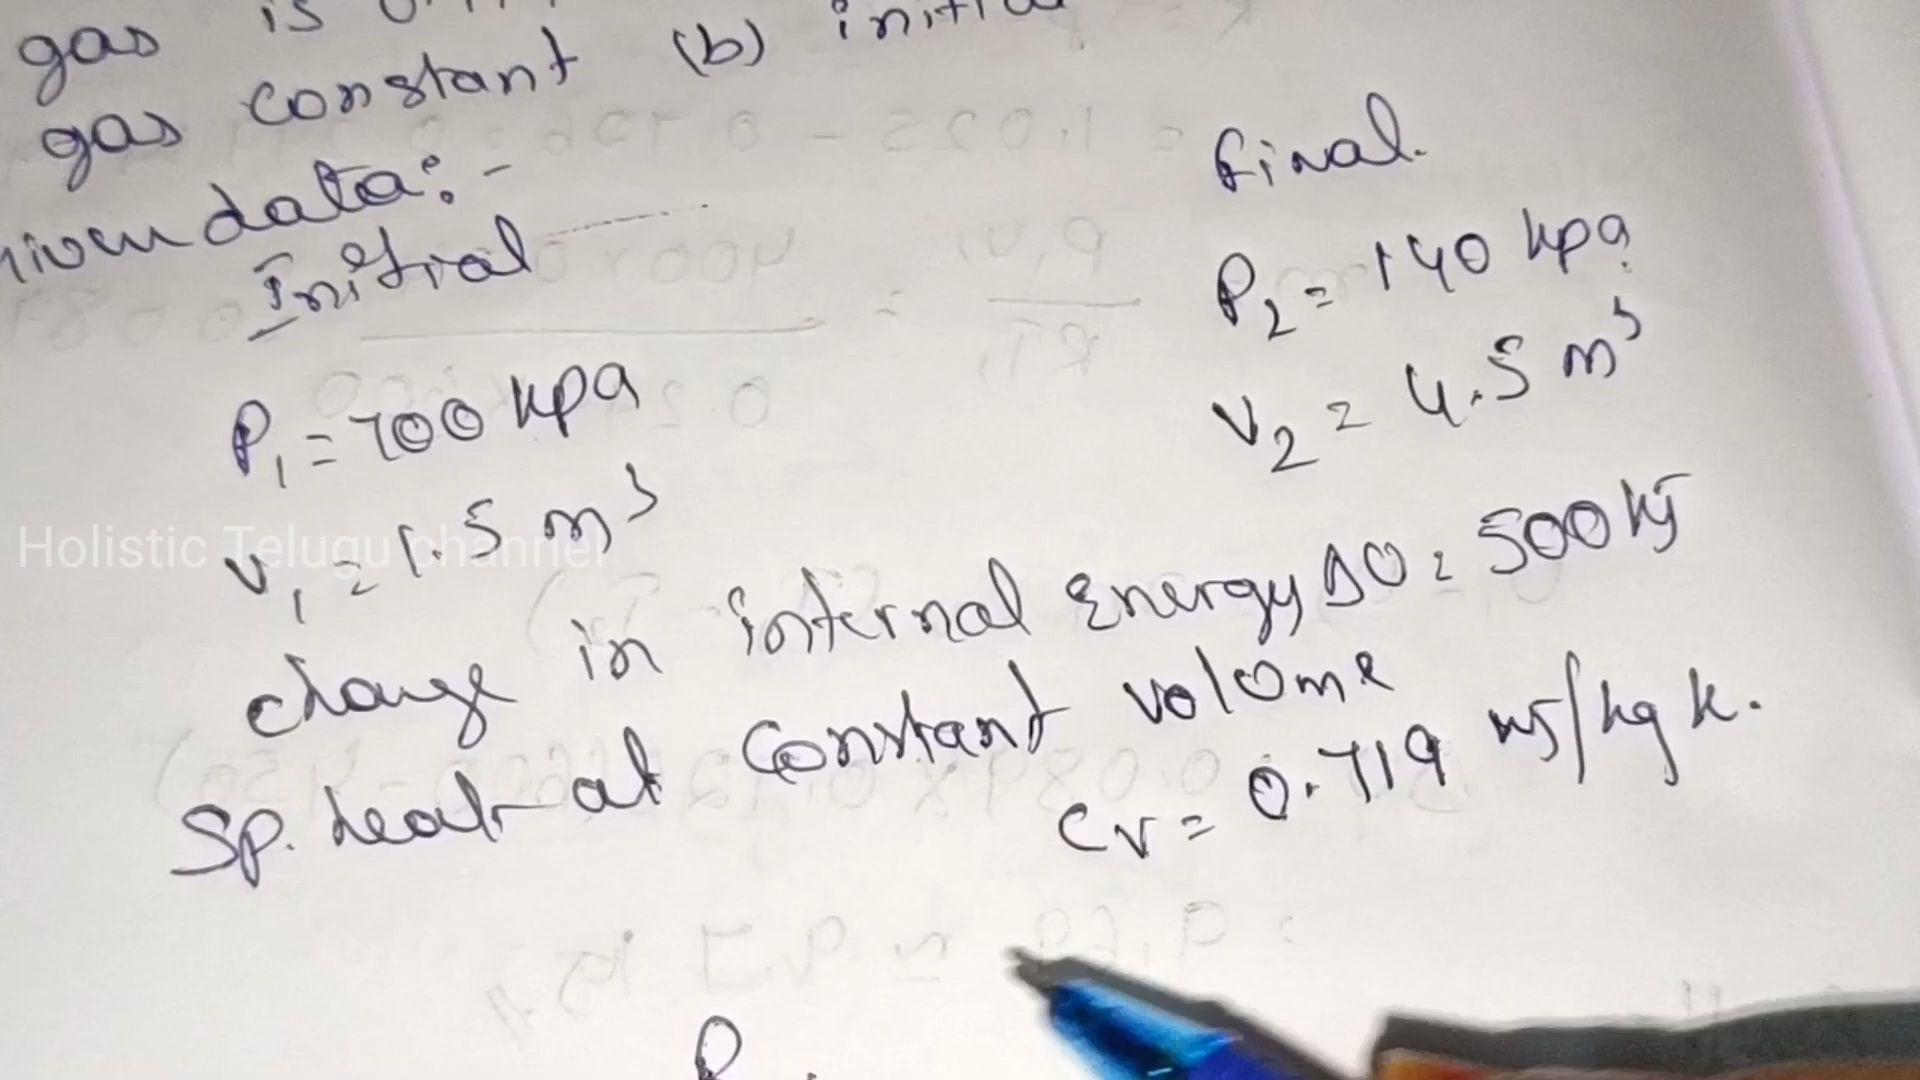 gas is
gas constant (b) initial
data:-
Initial
Final.
P₁ = 700 kpa
P₂ = 140 kpa
V₁ = 1.5 m³
V₂ = 4.5 m³
change in internal Energy ΔU = 500 kJ
Sp. heat at constant volume
Cv = 0.719 kJ/kg k.
P
Holistic Telugu channel